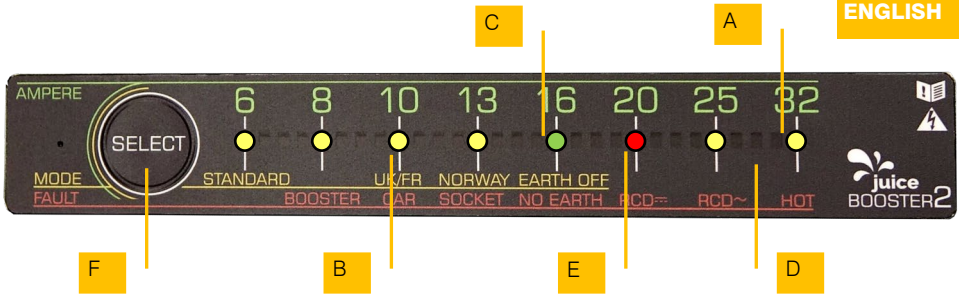 ENGLISH
C
A
AMPERE
6 8 10 13 16 20 25 32
SELECT
MODE STANDARD UK/FR NORWAY EARTH OFF
FAULT BOOSTER CAR SOCKET NO EARTH RCD⎓ RCD~ HOT
juice
BOOSTER2
F
B
E
D